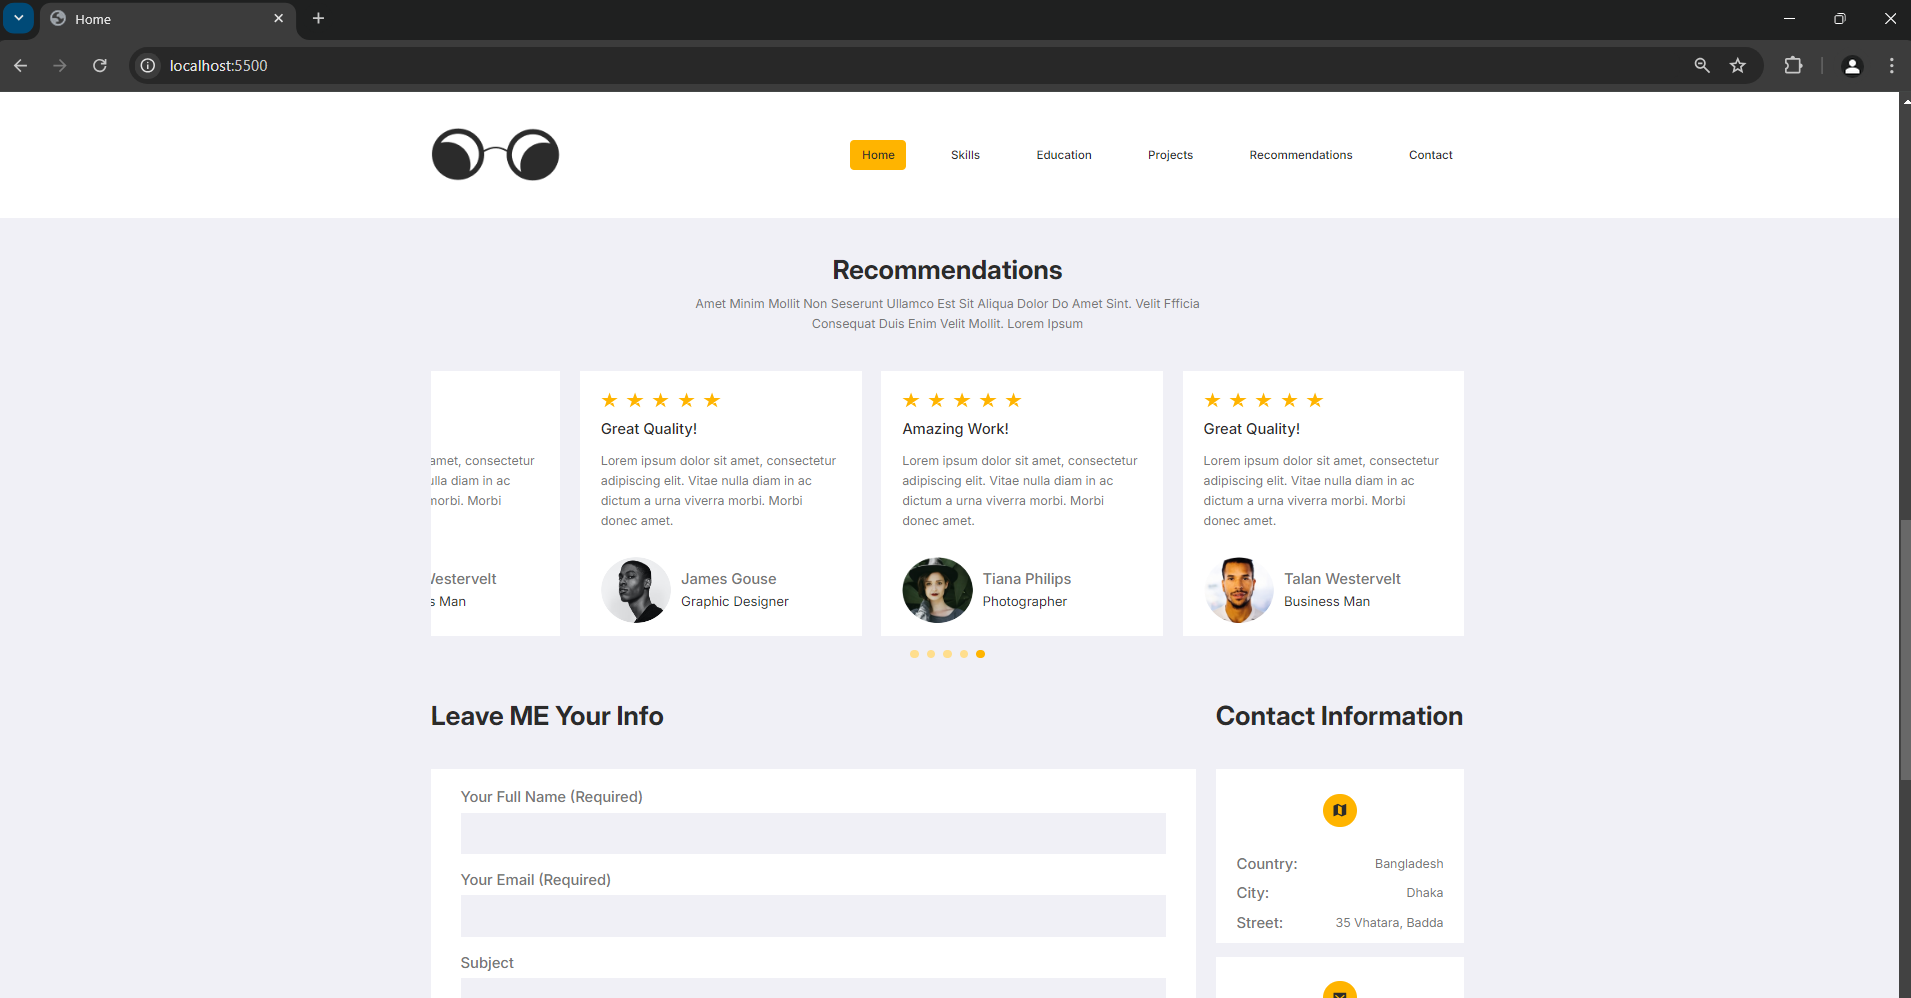 Home
localhost:5500
Home
Skills
Education
Projects
Recommendations
Contact
Recommendations
Amet Minim Mollit Non Seserunt Ullamco Est Sit Aliqua Dolor Do Amet Sint. Velit Ffficia
Consequat Duis Enim Velit Mollit. Lorem Ipsum
amet, consectetur
ulla diam in ac
morbi. Morbi
Westervelt
s Man
Great Quality!
Lorem ipsum dolor sit amet, consectetur
adipiscing elit. Vitae nulla diam in ac
dictum a urna viverra morbi. Morbi
donec amet.
James Gouse
Graphic Designer
Amazing Work!
Lorem ipsum dolor sit amet, consectetur
adipiscing elit. Vitae nulla diam in ac
dictum a urna viverra morbi. Morbi
donec amet.
Tiana Philips
Photographer
Great Quality!
Lorem ipsum dolor sit amet, consectetur
adipiscing elit. Vitae nulla diam in ac
dictum a urna viverra morbi. Morbi
donec amet.
Talan Westervelt
Business Man
Leave ME Your Info
Your Full Name (Required)
Your Email (Required)
Subject
Contact Information
Country: Bangladesh
City: Dhaka
Street: 35 Vhatara, Badda